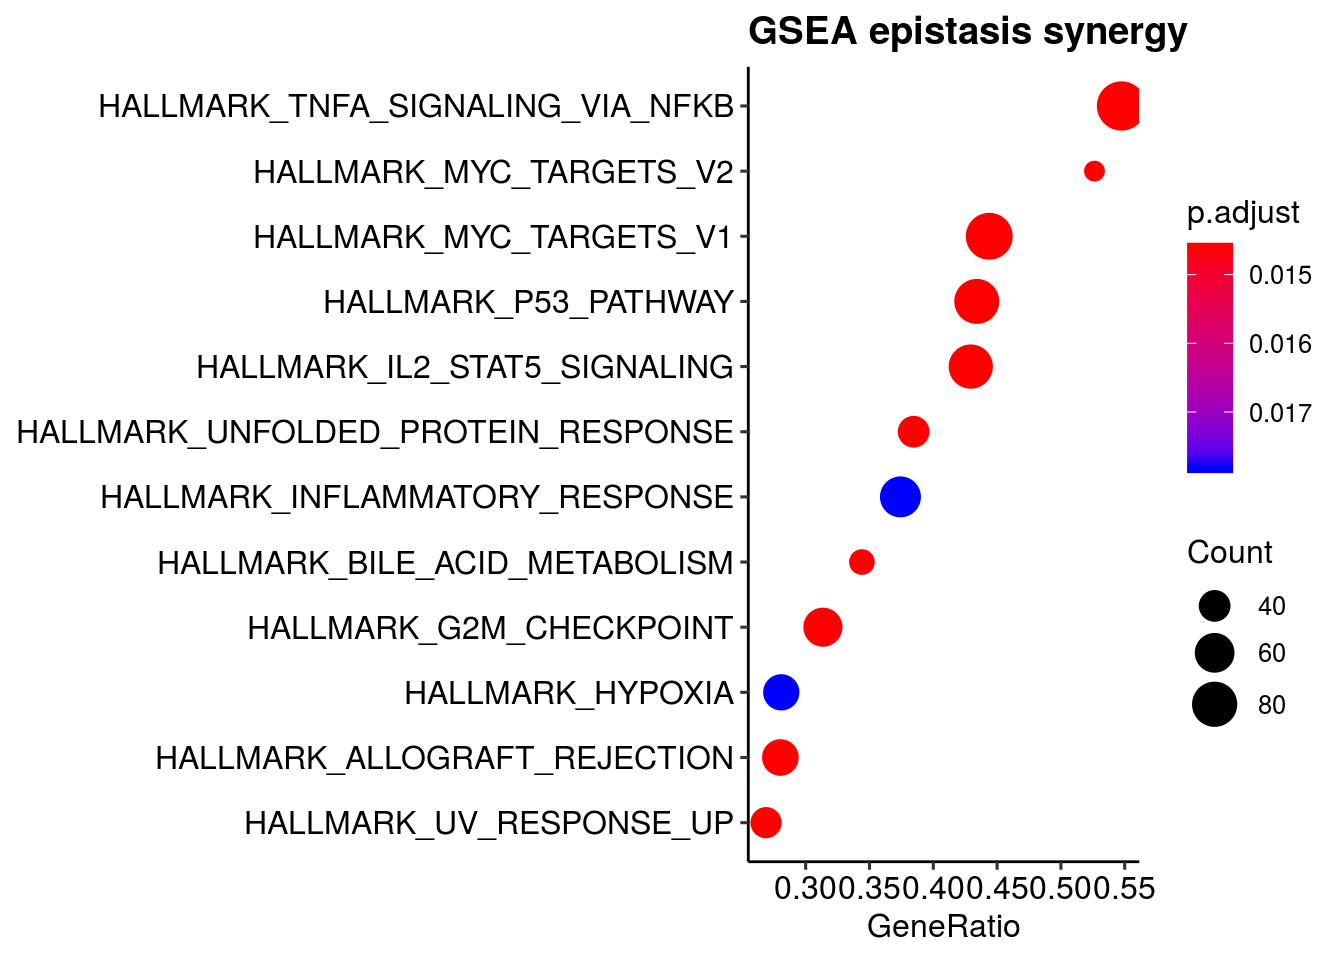 GSEA epistasis synergy
HALLMARK_TNFA_SIGNALING_VIA_NFKB
HALLMARK_MYC_TARGETS_V2
HALLMARK_MYC_TARGETS_V1
HALLMARK_P53_PATHWAY
HALLMARK_IL2_STAT5_SIGNALING
HALLMARK_UNFOLDED_PROTEIN_RESPONSE
HALLMARK_INFLAMMATORY_RESPONSE
HALLMARK_BILE_ACID_METABOLISM
HALLMARK_G2M_CHECKPOINT
HALLMARK_HYPOXIA
HALLMARK_ALLOGRAFT_REJECTION
HALLMARK_UV_RESPONSE_UP
0.300.350.400.450.500.55
GeneRatio
p.adjust
0.015
0.016
0.017
Count
40
60
80